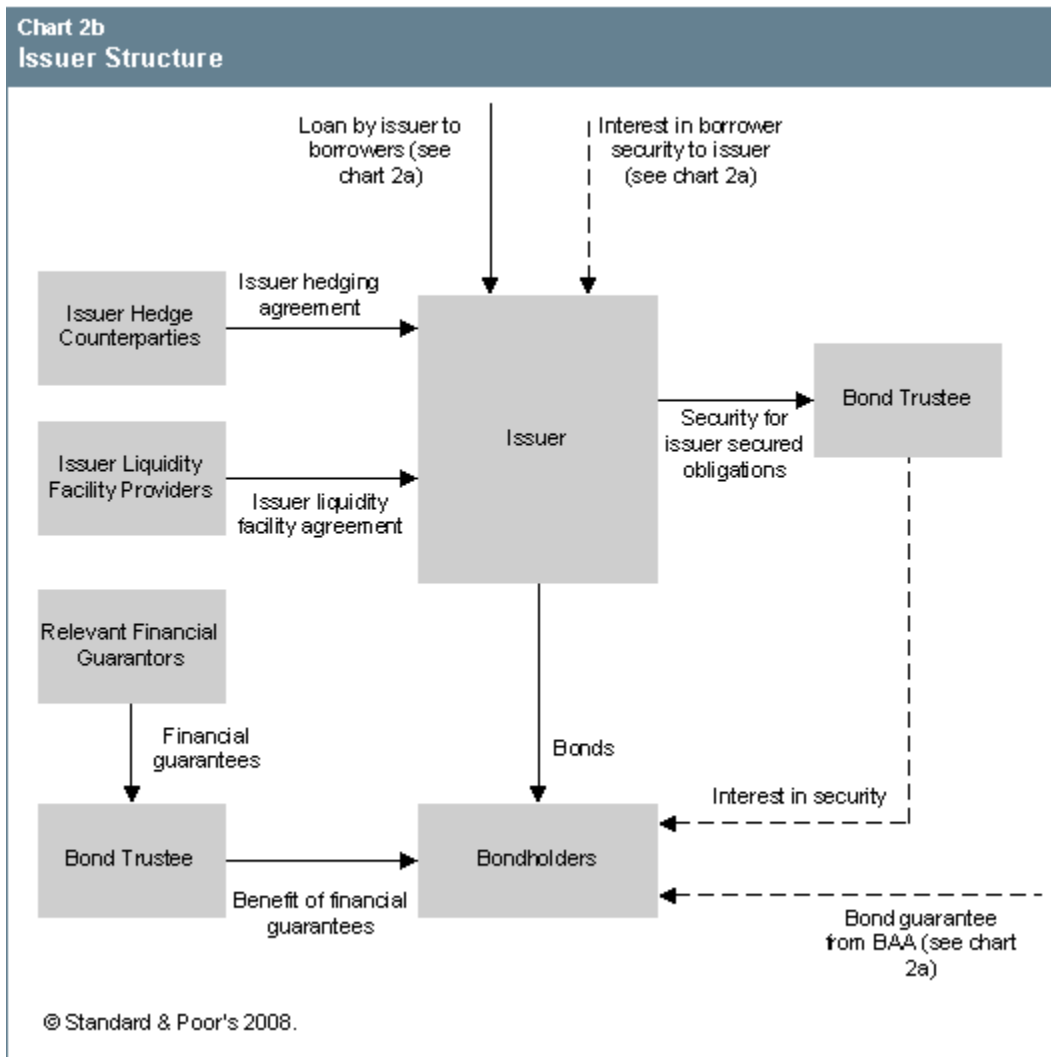 Chart 2b
Issuer Structure
Loan by issuer to
borrowers (see
chart 2a)
Interest in borrower
security to issuer
(see chart 2a)
Issuer Hedge
Counterparties
Issuer hedging
agreement
Issuer
Bond Trustee
Security for
issuer secured
obligations
Issuer Liquidity
Facility Providers
Issuer liquidity
facility agreement
Relevant Financial
Guarantors
Financial
guarantees
Bonds
Interest in security
Bond Trustee
Benefit of financial
guarantees
Bondholders
Bond guarantee
from BAA (see chart
2a)
© Standard & Poor's 2008.